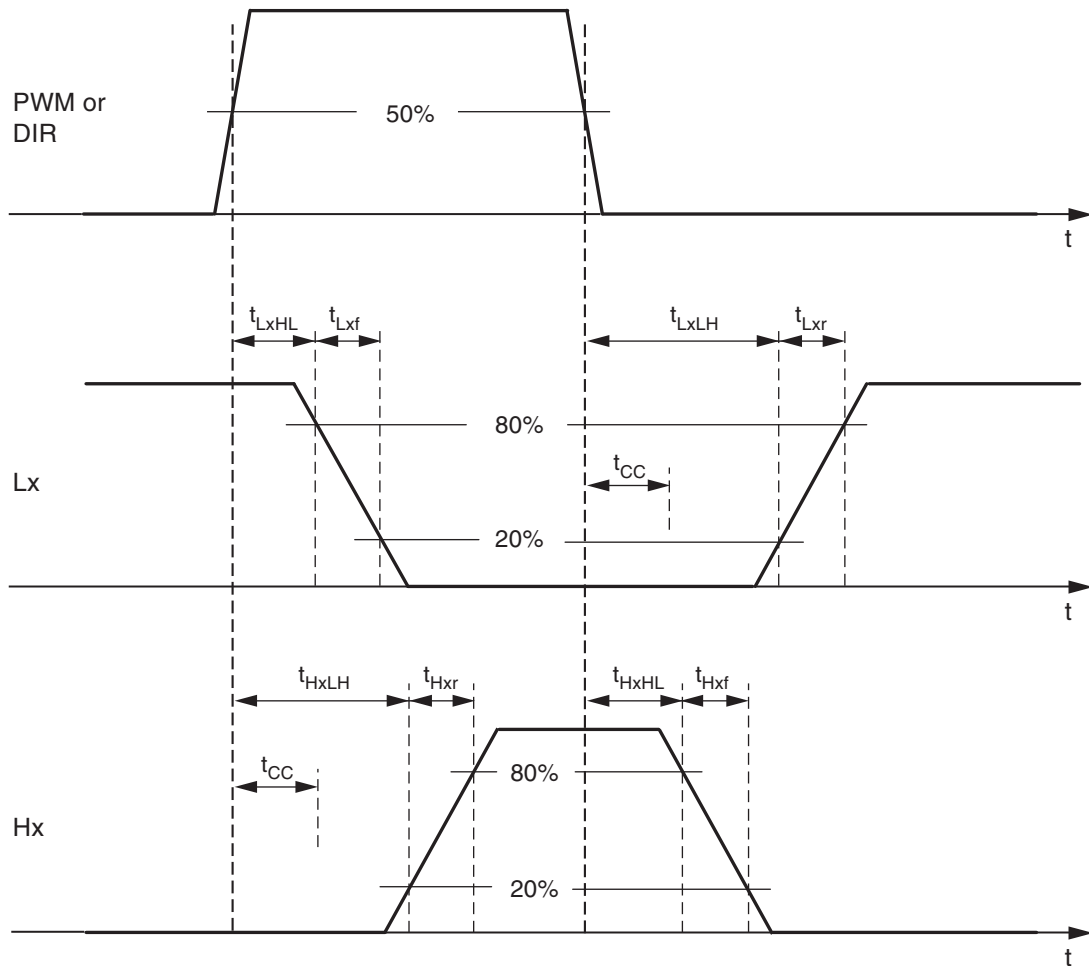 PWM or
DIR
50%
t
tLxHL
tLxf
tLxLH
tLxr
80%
Lx
tCC
20%
t
tHxLH
tHxr
tHxHL
tHxf
tCC
80%
Hx
20%
t